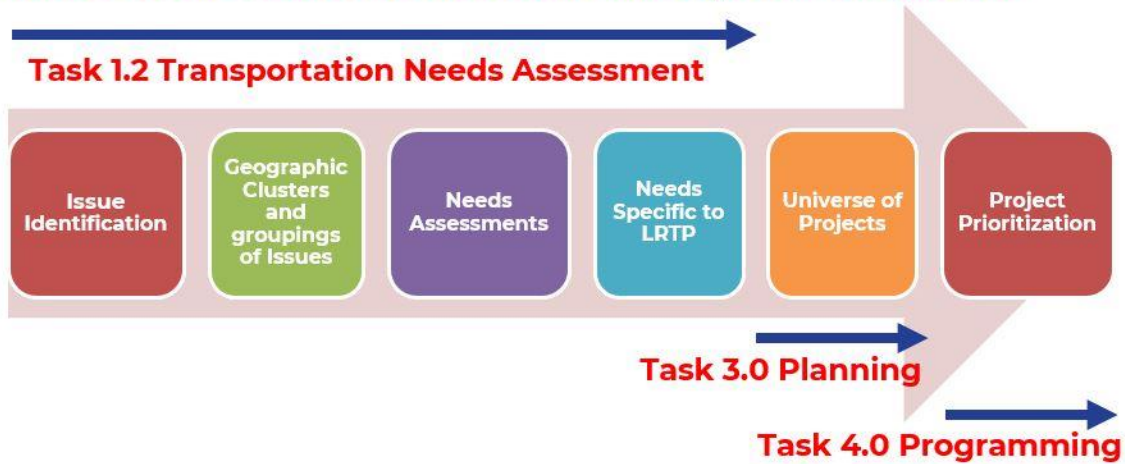 Task 1.2 Transportation Needs Assessment
Issue
Identification
Geographic
Clusters
and
groupings
of Issues
Needs
Assessments
Needs
Specific to
LRTP
Universe of
Projects
Project
Prioritization
Task 3.0 Planning
Task 4.0 Programming